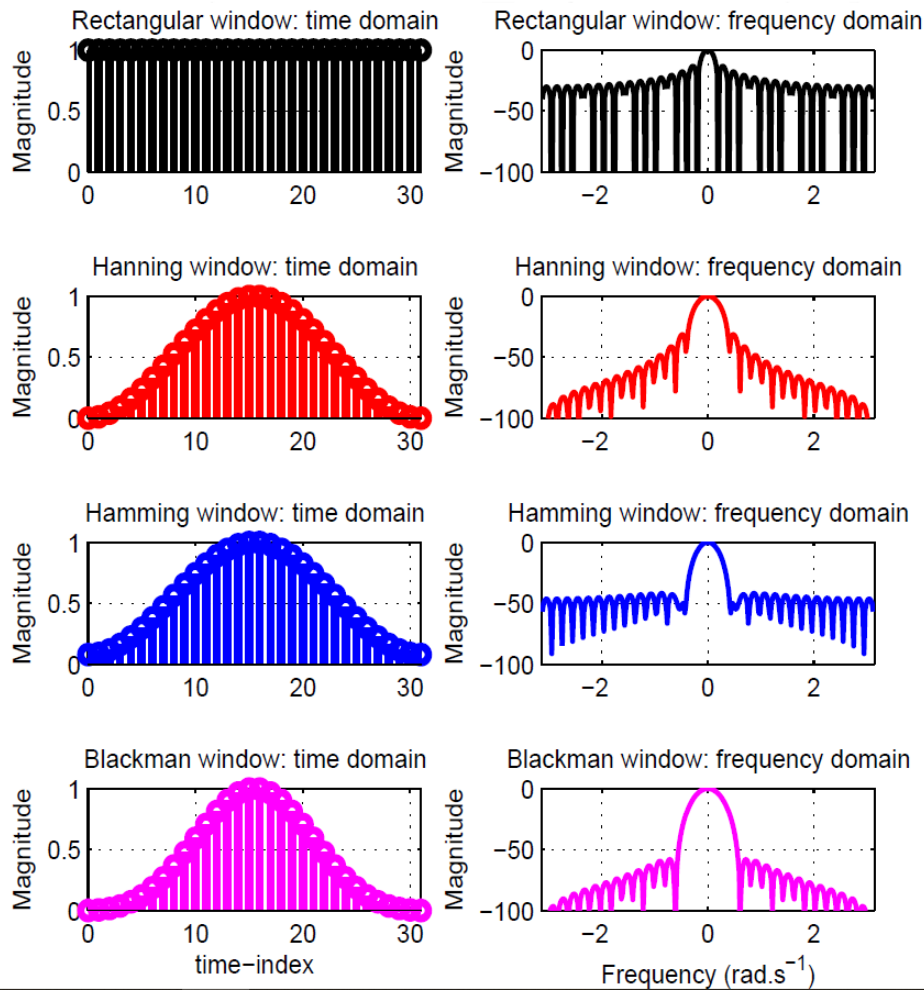 Rectangular window: time domain
Magnitude
1
0.5
0
0
10
20
30
Rectangular window: frequency domain
Magnitude
0
−50
−100
−2
0
2
Hanning window: time domain
Magnitude
1
0.5
0
0
10
20
30
Hanning window: frequency domain
Magnitude
0
−50
−100
−2
0
2
Hamming window: time domain
Magnitude
1
0.5
0
0
10
20
30
Hamming window: frequency domain
Magnitude
0
−50
−100
−2
0
2
Blackman window: time domain
Magnitude
1
0.5
0
0
10
20
30
time−index
Blackman window: frequency domain
Magnitude
0
−50
−100
−2
0
2
Frequency (rad.s⁻¹)